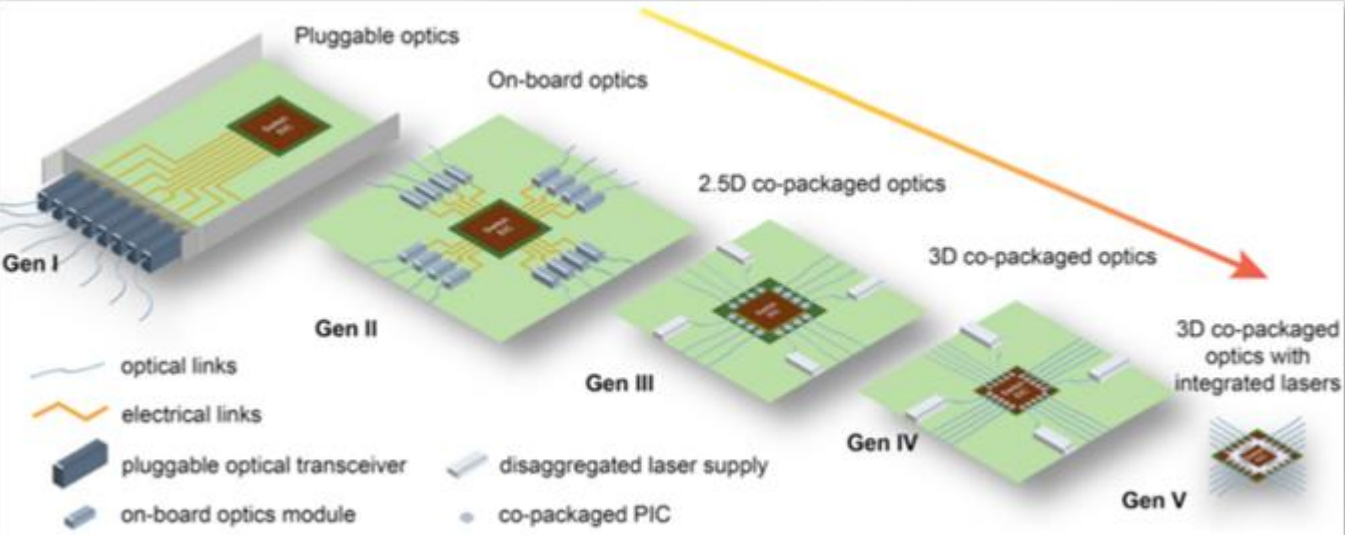 Pluggable optics
On-board optics
2.5D co-packaged optics
3D co-packaged optics
3D co-packaged
optics with
integrated lasers
Gen I
Gen II
Gen III
Gen IV
Gen V
optical links
electrical links
pluggable optical transceiver
on-board optics module
disaggregated laser supply
co-packaged PIC